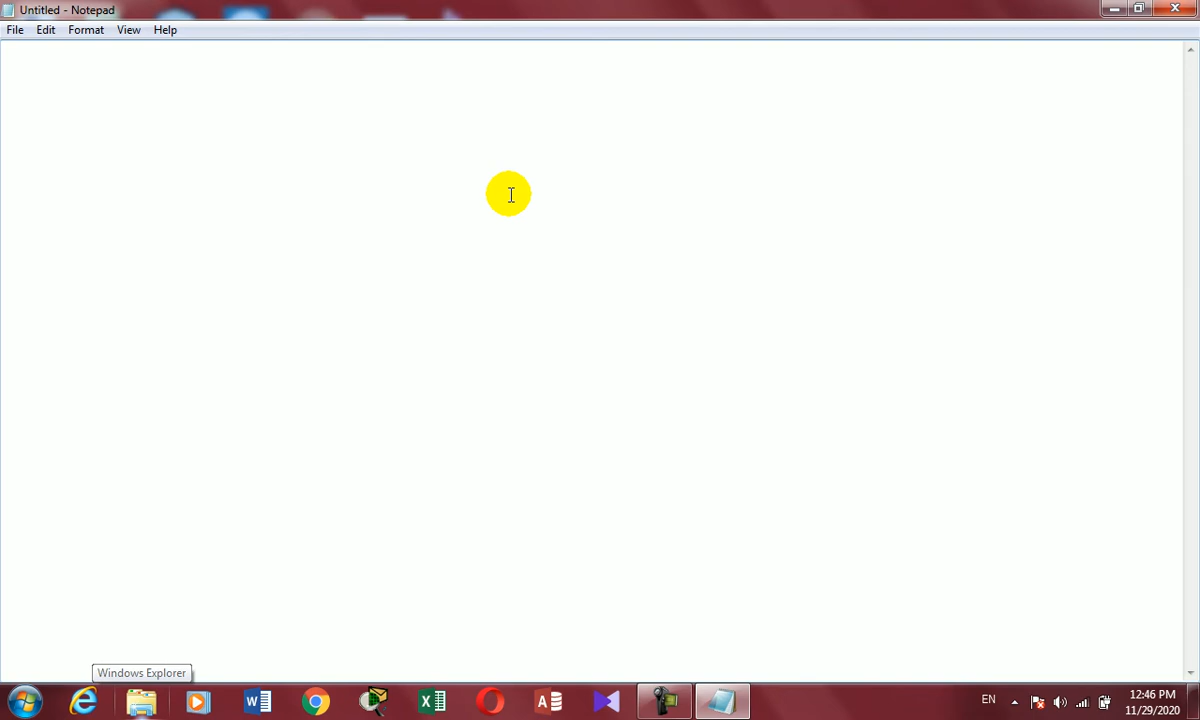 Untitled - Notepad
File Edit Format View Help
Windows Explorer
EN
12:46 PM
11/29/2020